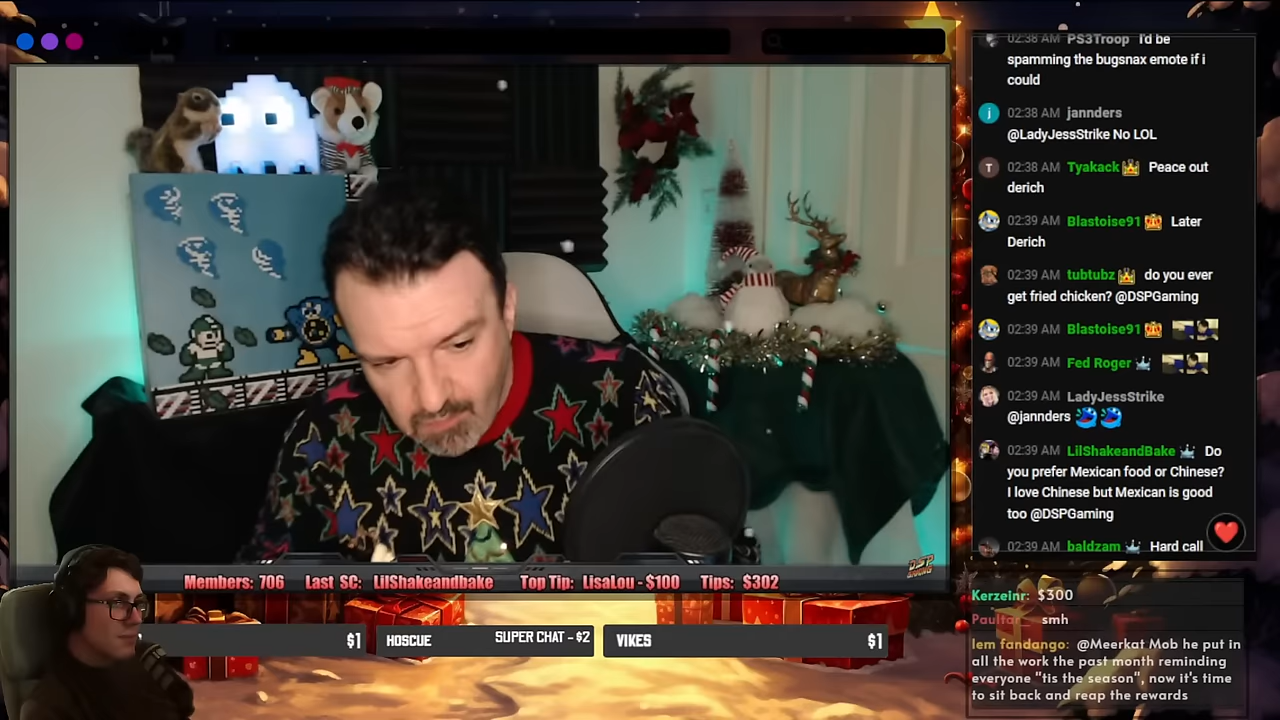 02:38 AM PS3Troop I'd be
spamming the bugsnax emote if i
could
j 02:38 AM jannders
@LadyJessStrike No LOL
T 02:38 AM Tyakack Peace out
derich
02:39 AM Blastoise91 Later
Derich
02:39 AM tubtubz do you ever
get fried chicken? @DSPGaming
02:39 AM Blastoise91
02:39 AM Fed Roger
02:39 AM LadyJessStrike
@jannders
02:39 AM LilShakeandBake Do
you prefer Mexican food or Chinese?
I love Chinese but Mexican is good
too @DSPGaming
02:39 AM baldzam Hard call
DSP GAMING
Members: 706 Last SC: LilShakeandbake Top Tip: LisaLou - $100 Tips: $302
$1 HOSCUE SUPER CHAT - $2 VIKES $1
Kerzeinr: $300
Paultar smh
lem fandango: @Meerkat Mob he put in
all the work the past month reminding
everyone "tis the season", now it's time
to sit back and reap the rewards